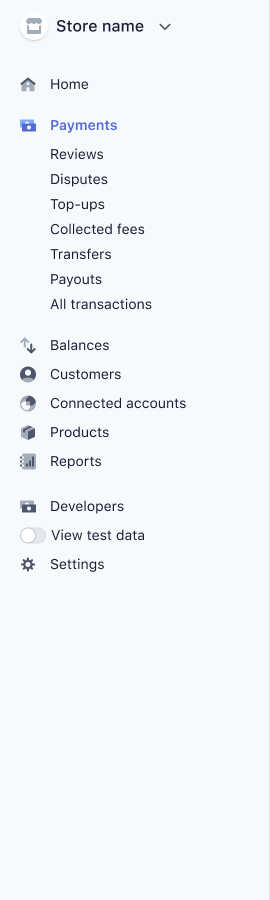 Store name
Home
Payments
Reviews
Disputes
Top-ups
Collected fees
Transfers
Payouts
All transactions
Balances
Customers
Connected accounts
Products
Reports
Developers
View test data
Settings